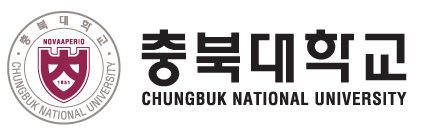 · 충북대학교 ·
CHUNGBUK NATIONAL UNIVERSITY
NOVAAPERIO
1951
충북대학교
CHUNGBUK NATIONAL UNIVERSITY